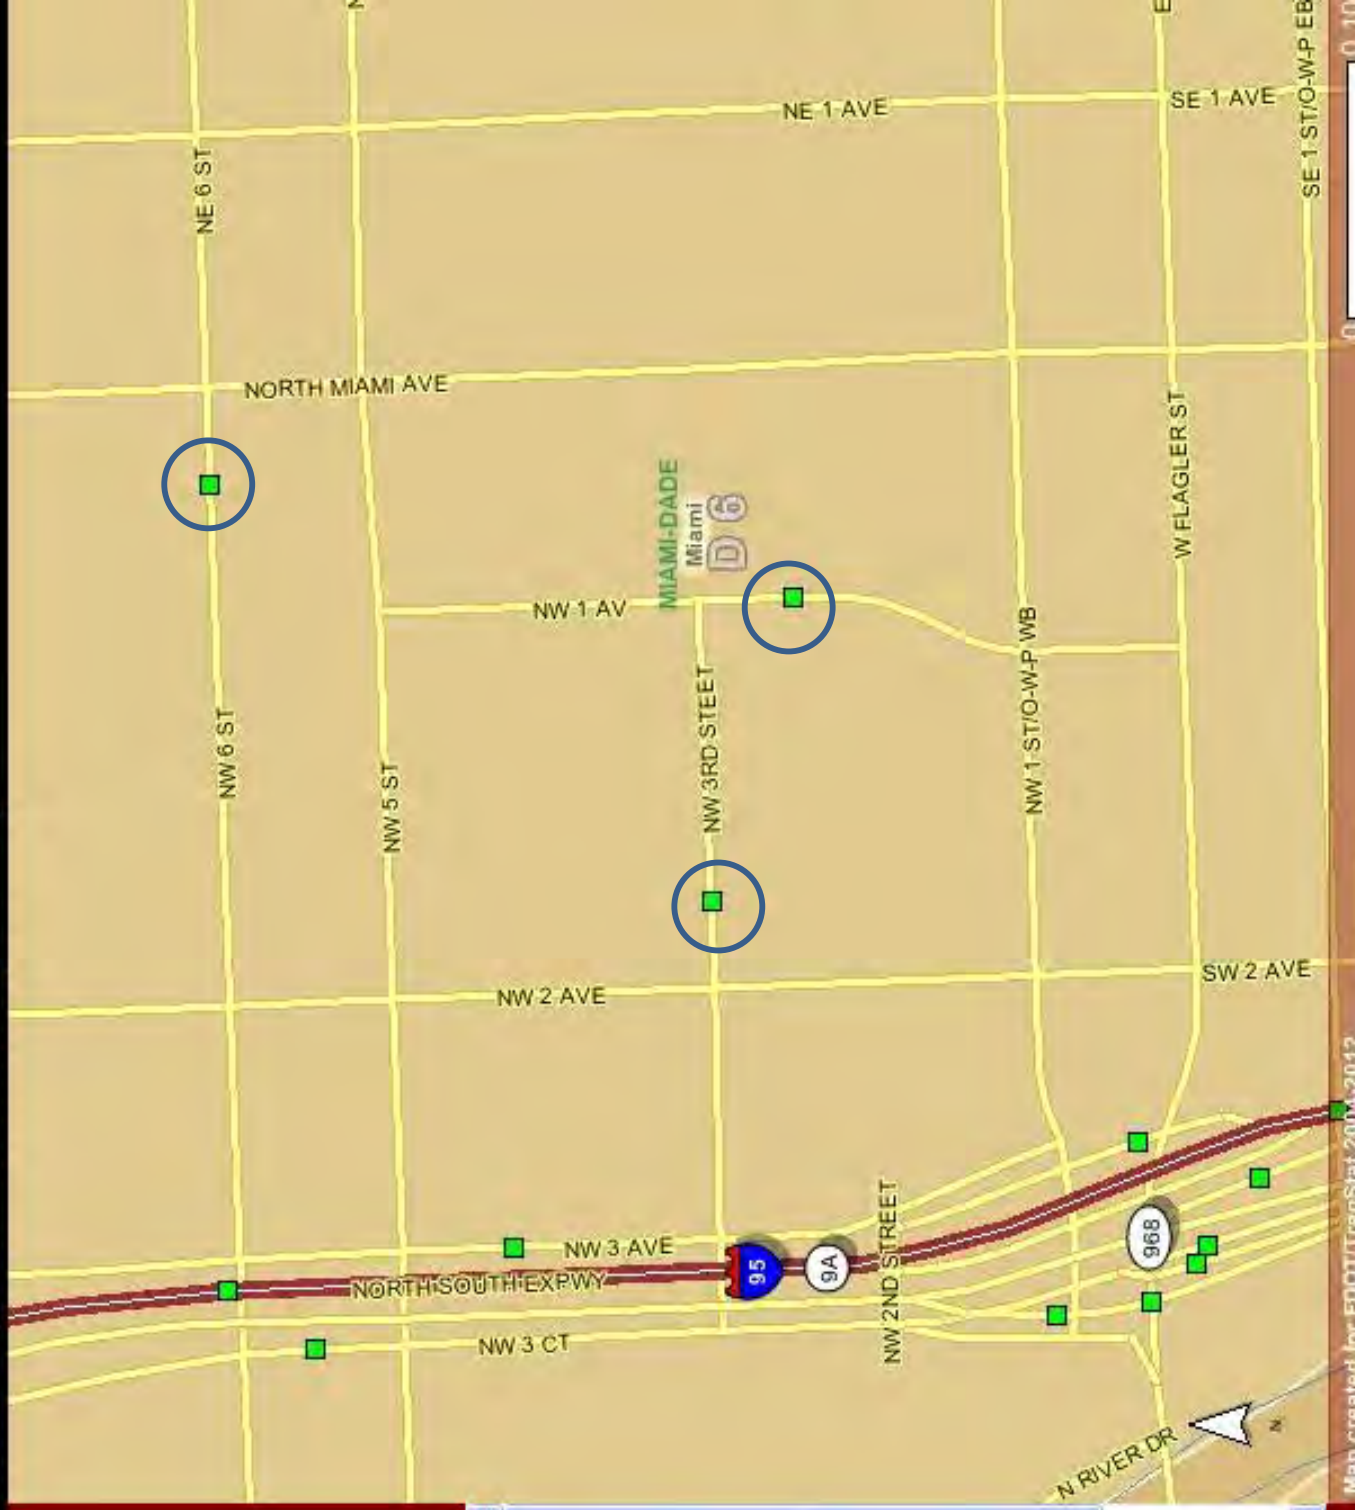 N
E
SE 1 ST/O-W-P EB
NE 1 AVE
SE 1 AVE
NE 6 ST
NORTH MIAMI AVE
W FLAGLER ST
MIAMI-DADE
Miami
D 6
NW 1 AV
NW 3RD STEET
NW 1 ST/O-W-P WB
NW 6 ST
NW 5 ST
NW 2 AVE
SW 2 AVE
NW 3 AVE
NORTH SOUTH EXPWY
95
9A
968
NW 2ND STREET
NW 3 CT
N RIVER DR
N
0